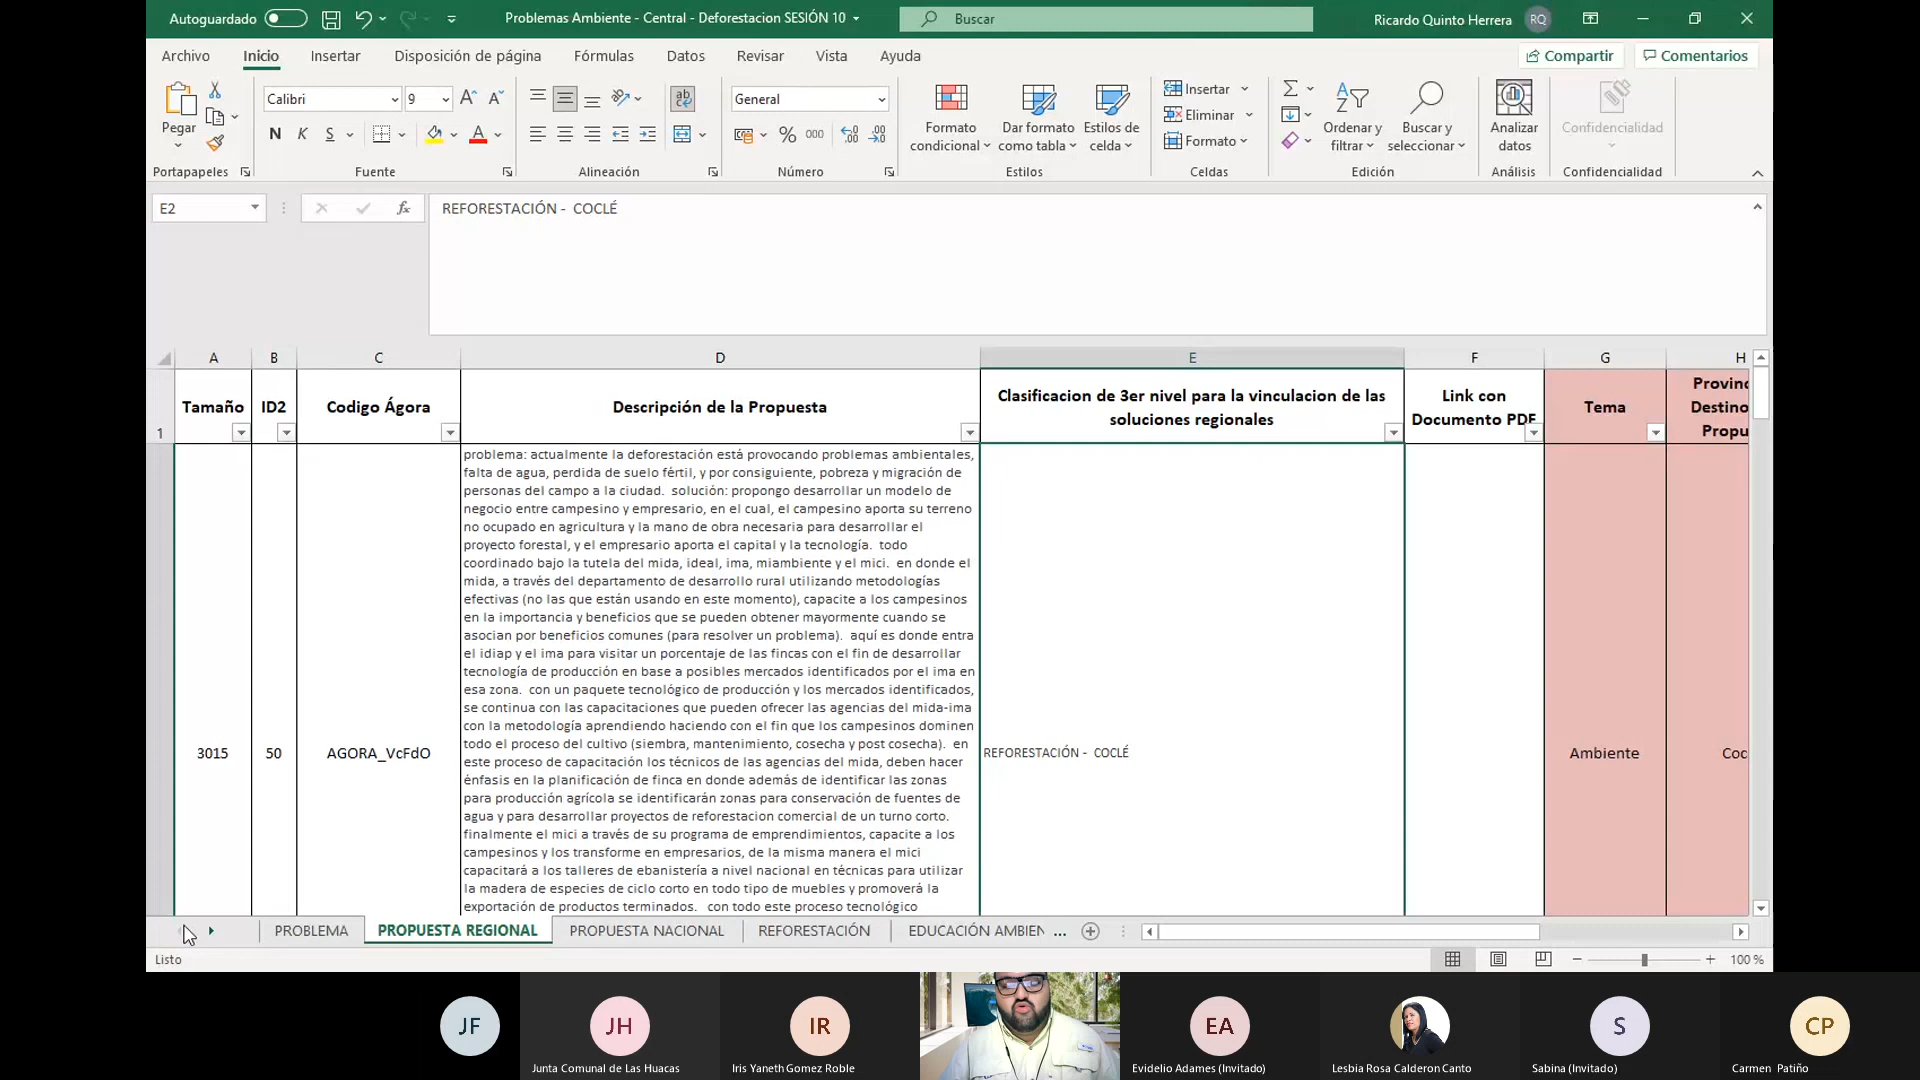 Autoguardado
Problemas Ambiente - Central - Deforestacion SESIÓN 10
Buscar
Ricardo Quinto Herrera
RQ
Archivo
Inicio
Insertar
Disposición de página
Fórmulas
Datos
Revisar
Vista
Ayuda
Compartir
Comentarios
Pegar
Portapapeles
Calibri
9
N K S
Fuente
Alineación
General
% 000
Número
Formato condicional
Dar formato como tabla
Estilos de celda
Estilos
Insertar
Eliminar
Formato
Celdas
Ordenar y filtrar
Buscar y seleccionar
Edición
Analizar datos
Análisis
Confidencialidad
Confidencialidad
E2
fx
REFORESTACIÓN -  COCLÉ
A B C D E F G H
1
Tamaño
ID2
Codigo Ágora
Descripción de la Propuesta
Clasificacion de 3er nivel para la vinculacion de las
soluciones regionales
Link con
Documento PDF
Tema
Provinc
Destino
Propu
problema: actualmente la deforestación está provocando problemas ambientales,
falta de agua, perdida de suelo fértil, y por consiguiente, pobreza y migración de
personas del campo a la ciudad.  solución: propongo desarrollar un modelo de
negocio entre campesino y empresario, en el cual, el campesino aporta su terreno
no ocupado en agricultura y la mano de obra necesaria para desarrollar el
proyecto forestal, y el empresario aporta el capital y la tecnología.  todo
coordinado bajo la tutela del mida, ideal, ima, miambiente y el mici.  en donde el
mida, a través del departamento de desarrollo rural utilizando metodologías
efectivas (no las que están usando en este momento), capacite a los campesinos
en la importancia y beneficios que se pueden obtener mayormente cuando se
asocian por beneficios comunes (para resolver un problema).  aquí es donde entra
el idiap y el ima para visitar un porcentaje de las fincas con el fin de desarrollar
tecnología de producción en base a posibles mercados identificados por el ima en
esa zona.  con un paquete tecnológico de producción y los mercados identificados,
se continua con las capacitaciones que pueden ofrecer las agencias del mida-ima
con la metodología aprendiendo haciendo con el fin que los campesinos dominen
todo el proceso del cultivo (siembra, mantenimiento, cosecha y post cosecha).  en
este proceso de capacitación los técnicos de las agencias del mida, deben hacer
énfasis en la planificación de finca en donde además de identificar las zonas
para producción agrícola se identificarán zonas para conservación de fuentes de
agua y para desarrollar proyectos de reforestacion comercial de un turno corto.
finalmente el mici a través de su programa de emprendimientos, capacite a los
campesinos y los transforme en empresarios, de la misma manera el mici
capacitará a los talleres de ebanistería a nivel nacional en técnicas para utilizar
la madera de especies de ciclo corto en todo tipo de muebles y promoverá la
exportación de productos terminados.   con todo este proceso tecnológico
3015
50
AGORA_VcFdO
REFORESTACIÓN -  COCLÉ
Ambiente
Coc
PROBLEMA
PROPUESTA REGIONAL
PROPUESTA NACIONAL
REFORESTACIÓN
EDUCACIÓN AMBIEN ...
Listo
100 %
JF
JH
IR
EA
S
CP
Junta Comunal de Las Huacas
Iris Yaneth Gomez Roble
Evidelio Adames (Invitado)
Lesbia Rosa Calderon Canto
Sabina (Invitado)
Carmen  Patiño